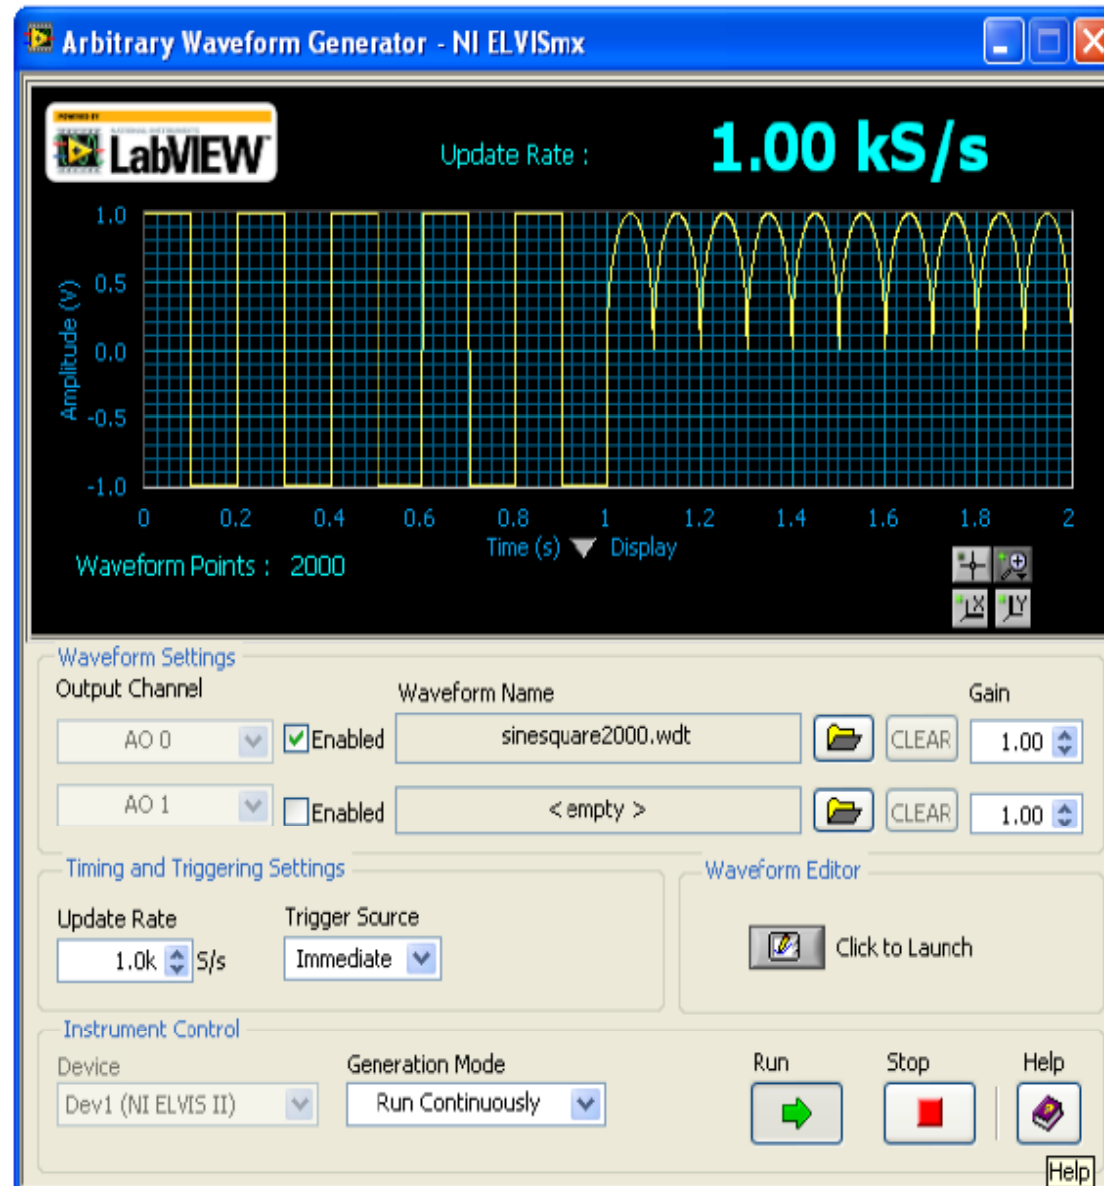 Arbitrary Waveform Generator - NI ELVISmx
POWERED BY
NATIONAL INSTRUMENTS
LabVIEW™
Update Rate : 1.00 kS/s
1.0
0.5
0.0
-0.5
-1.0
Amplitude (V)
0 0.2 0.4 0.6 0.8 1 1.2 1.4 1.6 1.8 2
Time (s) Display
Waveform Points : 2000
X Y
Waveform Settings
Output Channel Waveform Name Gain
AO 0 Enabled sinesquare2000.wdt CLEAR 1.00
AO 1 Enabled < empty > CLEAR 1.00
Timing and Triggering Settings Waveform Editor
Update Rate Trigger Source
1.0k S/s Immediate Click to Launch
Instrument Control
Device Generation Mode Run Stop Help
Dev1 (NI ELVIS II) Run Continuously
Help